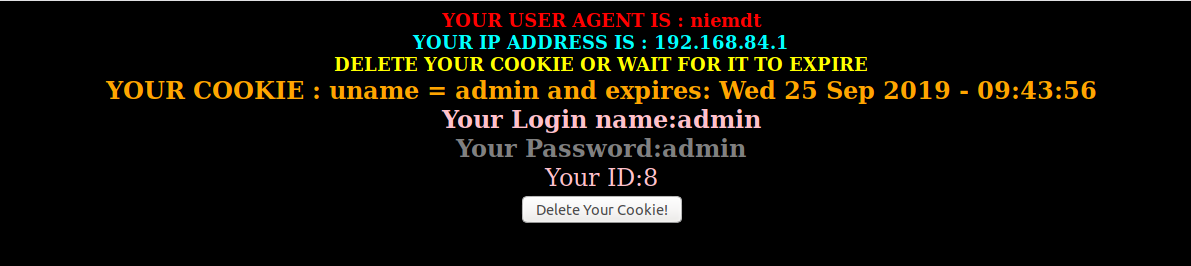 YOUR USER AGENT IS : niemdt
YOUR IP ADDRESS IS : 192.168.84.1
DELETE YOUR COOKIE OR WAIT FOR IT TO EXPIRE
YOUR COOKIE : uname = admin and expires: Wed 25 Sep 2019 - 09:43:56
Your Login name:admin
Your Password:admin
Your ID:8
Delete Your Cookie!